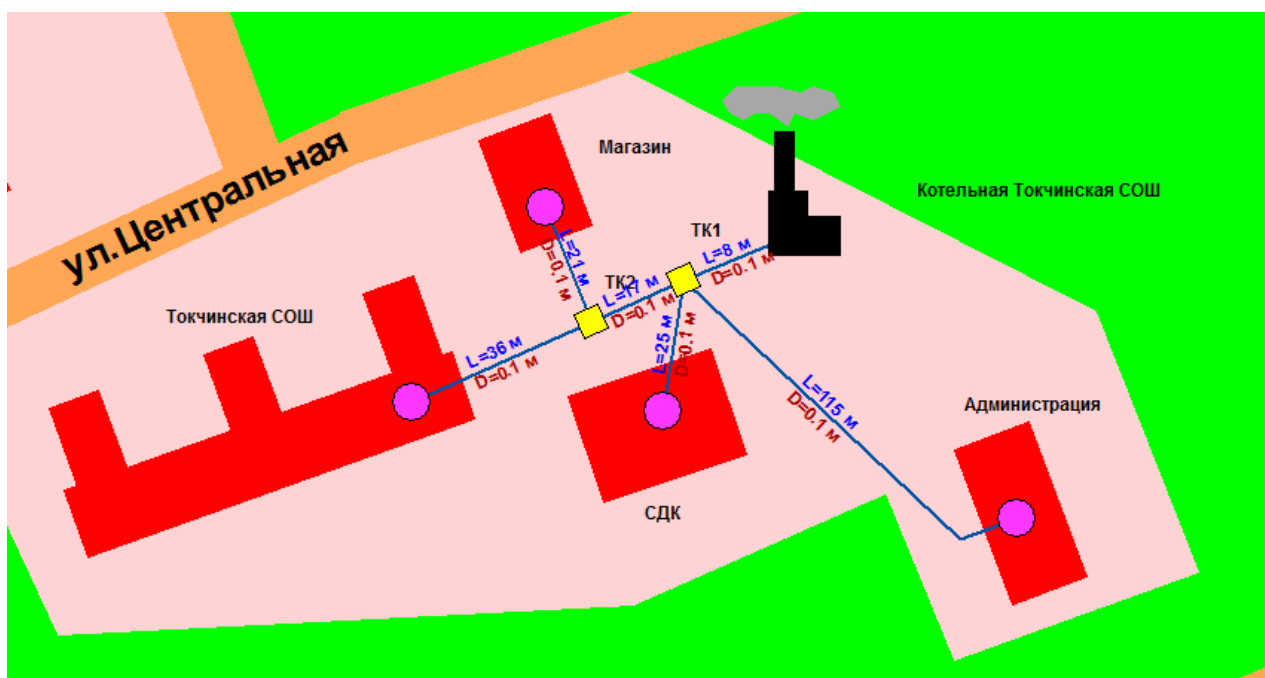 Магазин
Котельная Токчинская СОШ
ул.Центральная
ТК1
L=8 м
D=0.1 м
L=21 м
D=0.1 м
ТК2
L=17 м
D=0.1 м
Токчинская СОШ
L=36 м
D=0.1 м
L=25 м
D=0.1 м
L=115 м
D=0.1 м
Администрация
СДК